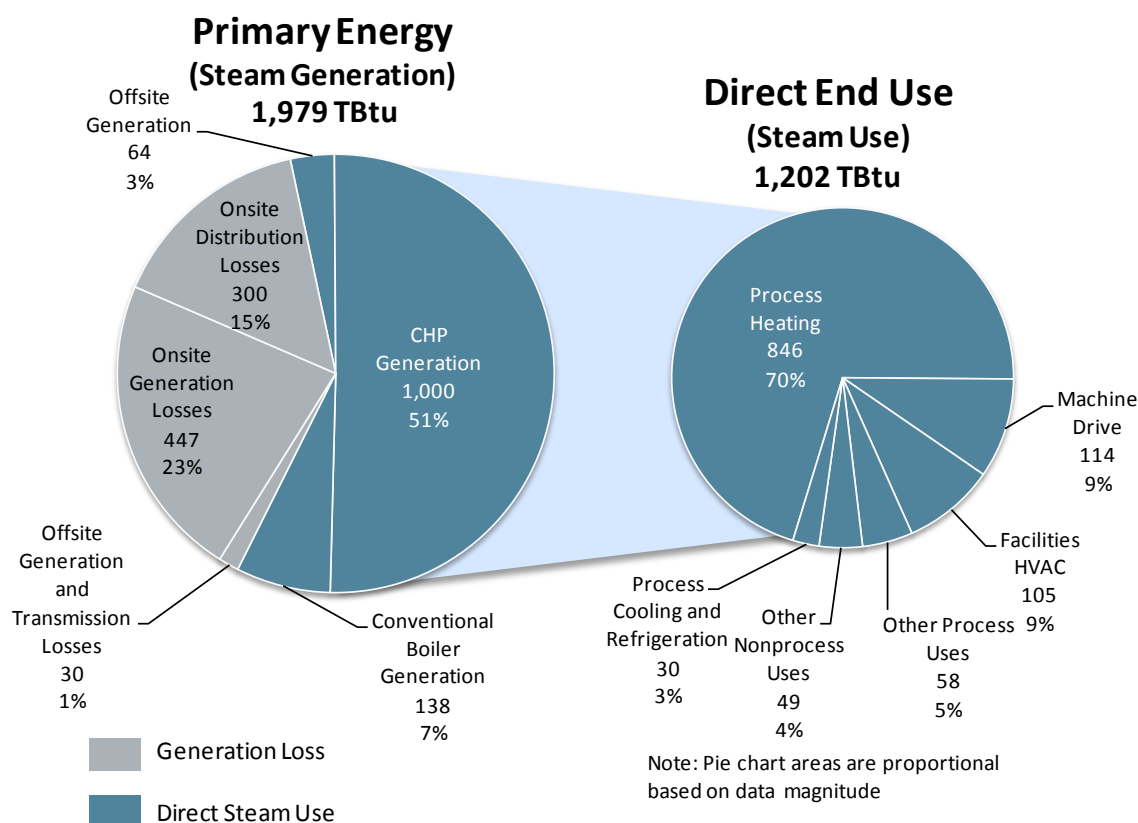 Primary Energy
(Steam Generation)
1,979 TBtu
Offsite
Generation
64
3%
Onsite
Distribution
Losses
300
15%
Onsite
Generation
Losses
447
23%
CHP
Generation
1,000
51%
Offsite
Generation
and
Transmission
Losses
30
1%
Conventional
Boiler
Generation
138
7%
Generation Loss
Direct Steam Use
Direct End Use
(Steam Use)
1,202 TBtu
Process
Heating
846
70%
Machine
Drive
114
9%
Facilities
HVAC
105
9%
Other Process
Uses
58
5%
Other
Nonprocess
Uses
49
4%
Process
Cooling and
Refrigeration
30
3%
Note: Pie chart areas are proportional
based on data magnitude